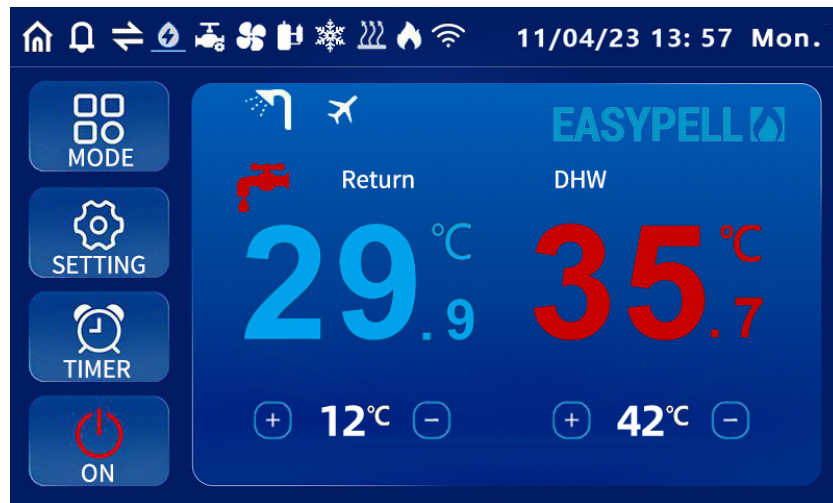 11/04/23 13: 57 Mon.
MODE
EASYPELL
Return DHW
SETTING
29.9 °C 35.7 °C
TIMER
+ 12°C − + 42°C −
ON